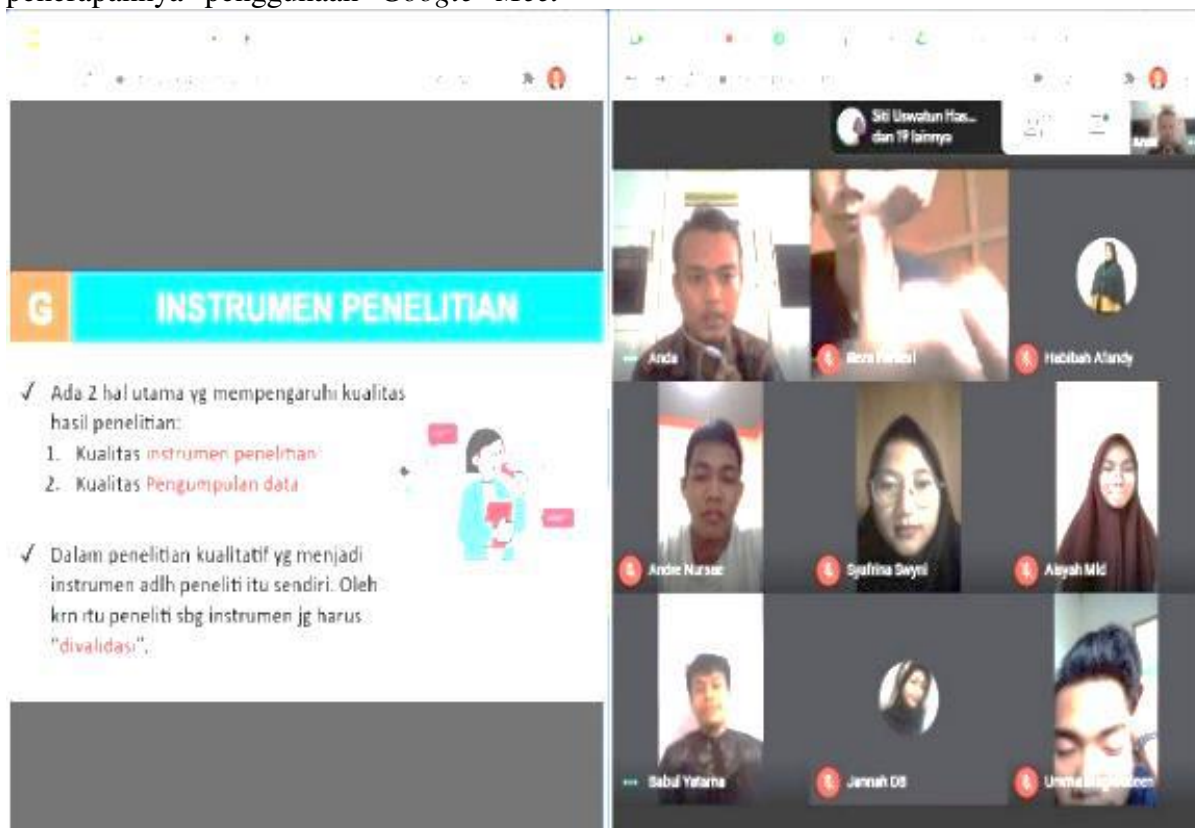 penerapannya penggunaan Google Meet
G INSTRUMEN PENELITIAN
✓ Ada 2 hal utama yg mempengaruhi kualitas
hasil penelitian:
1. Kualitas instrumen penelitian
2. Kualitas Pengumpulan data
✓ Dalam penelitian kualitatif yg menjadi
instrumen adlh peneliti itu sendiri. Oleh
krn itu peneliti sbg instrumen jg harus
"divalidasi".
Siti Uswatun Has...
dan 19 lainnya
Anda
Anda
Habibah Afandy
Andre Nursae
Syafrina Swyni
Aisyah Mld
Sabul Yatama
Jannah DB